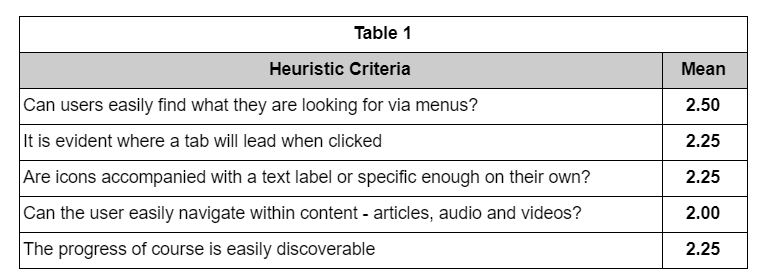 Table 1
Heuristic Criteria Mean
Can users easily find what they are looking for via menus? 2.50
It is evident where a tab will lead when clicked 2.25
Are icons accompanied with a text label or specific enough on their own? 2.25
Can the user easily navigate within content - articles, audio and videos? 2.00
The progress of course is easily discoverable 2.25